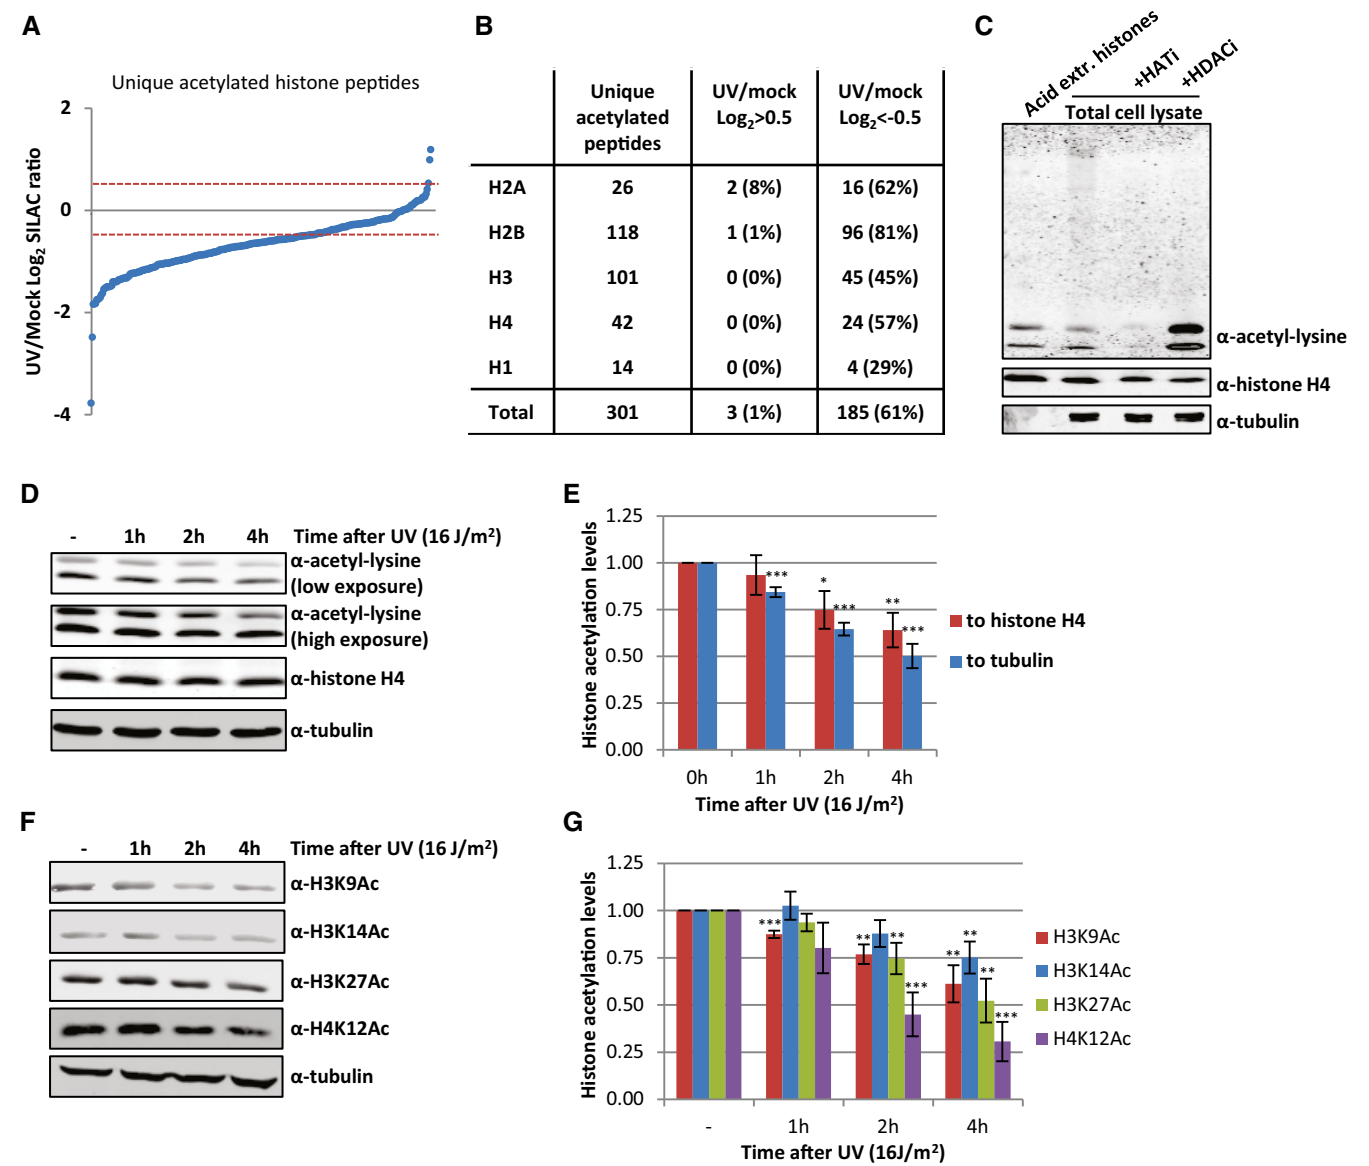 A
Unique acetylated histone peptides
UV/Mock Log2 SILAC ratio
2
0
-2
-4
B
Unique acetylated peptides
UV/mock Log2>0.5
UV/mock Log2<-0.5
H2A 26 2 (8%) 16 (62%)
H2B 118 1 (1%) 96 (81%)
H3 101 0 (0%) 45 (45%)
H4 42 0 (0%) 24 (57%)
H1 14 0 (0%) 4 (29%)
Total 301 3 (1%) 185 (61%)
C
Acid extr. histones
+HATi
+HDACi
Total cell lysate
α-acetyl-lysine
α-histone H4
α-tubulin
D
- 1h 2h 4h Time after UV (16 J/m²)
α-acetyl-lysine
(low exposure)
α-acetyl-lysine
(high exposure)
α-histone H4
α-tubulin
E
Histone acetylation levels
1.25
1.00
0.75
0.50
0.25
0.00
***
*
***
**
***
0h 1h 2h 4h
Time after UV (16 J/m²)
to histone H4
to tubulin
F
- 1h 2h 4h Time after UV (16 J/m²)
α-H3K9Ac
α-H3K14Ac
α-H3K27Ac
α-H4K12Ac
α-tubulin
G
Histone acetylation levels
1.25
1.00
0.75
0.50
0.25
0.00
***
**
**
***
**
**
**
***
- 1h 2h 4h
Time after UV (16J/m²)
H3K9Ac
H3K14Ac
H3K27Ac
H4K12Ac